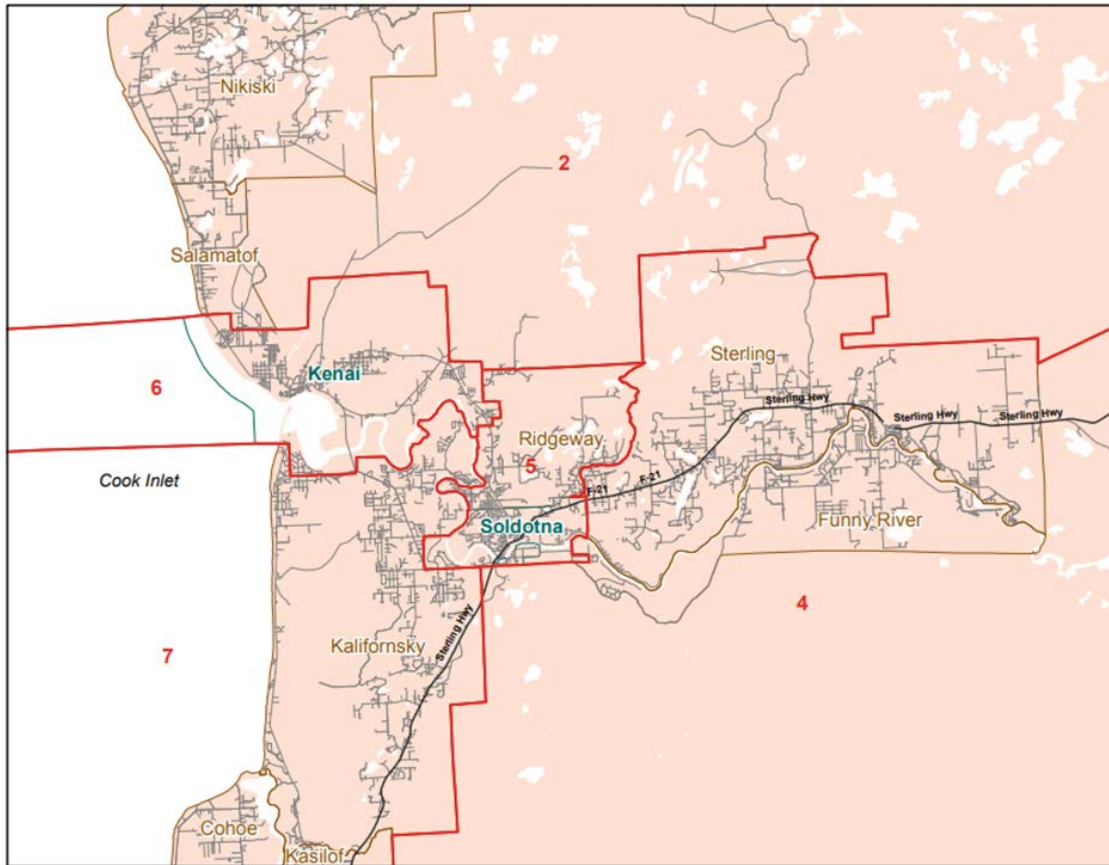 Nikiski
2
Salamatof
Sterling
Kenai
6
Sterling Hwy
Sterling Hwy
Sterling Hwy
Ridgeway
5
Cook Inlet
F-21
F-21
Soldotna
Funny River
4
Kalifornsky
7
Sterling Hwy
Cohoe
Kasilof